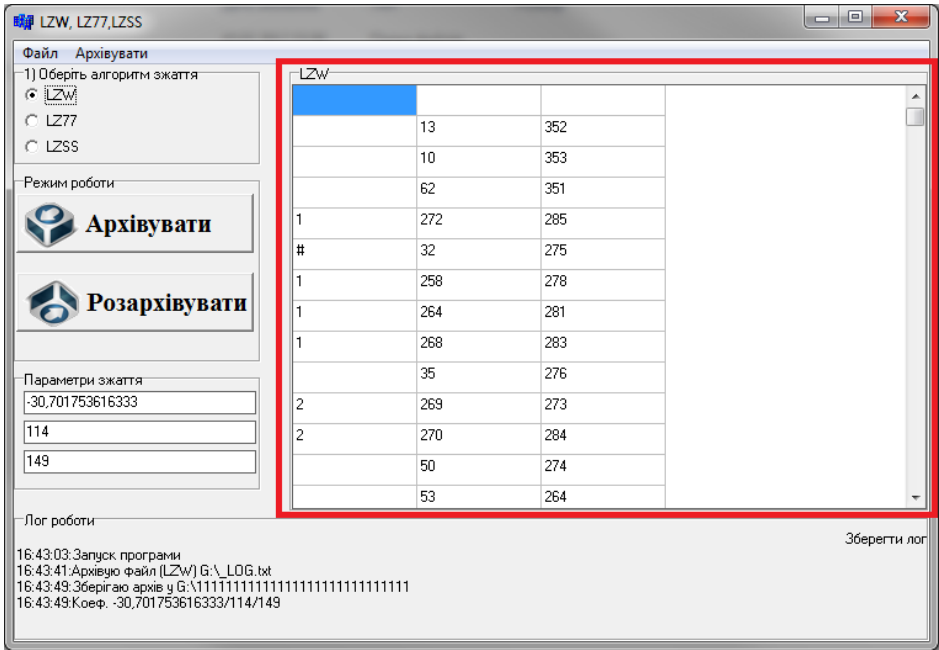 LZW, LZ77,LZSS
Файл Архівувати
1) Оберіть алгоритм зжаття
LZW
LZ77
LZSS
Режим роботи
Архівувати
Розархівувати
Параметри зжаття
-30,701753616333
114
149
LZW
13 352
10 353
62 351
1 272 285
# 32 275
1 258 278
1 264 281
1 268 283
35 276
2 269 273
2 270 284
50 274
53 264
Лог роботи
Зберегти лог
16:43:03:Запуск програми
16:43:41:Архівую файл (LZW) G:\_LOG.txt
16:43:49:Зберігаю архів у G:\11111111111111111111111111111111
16:43:49:Коеф. -30,701753616333/114/149